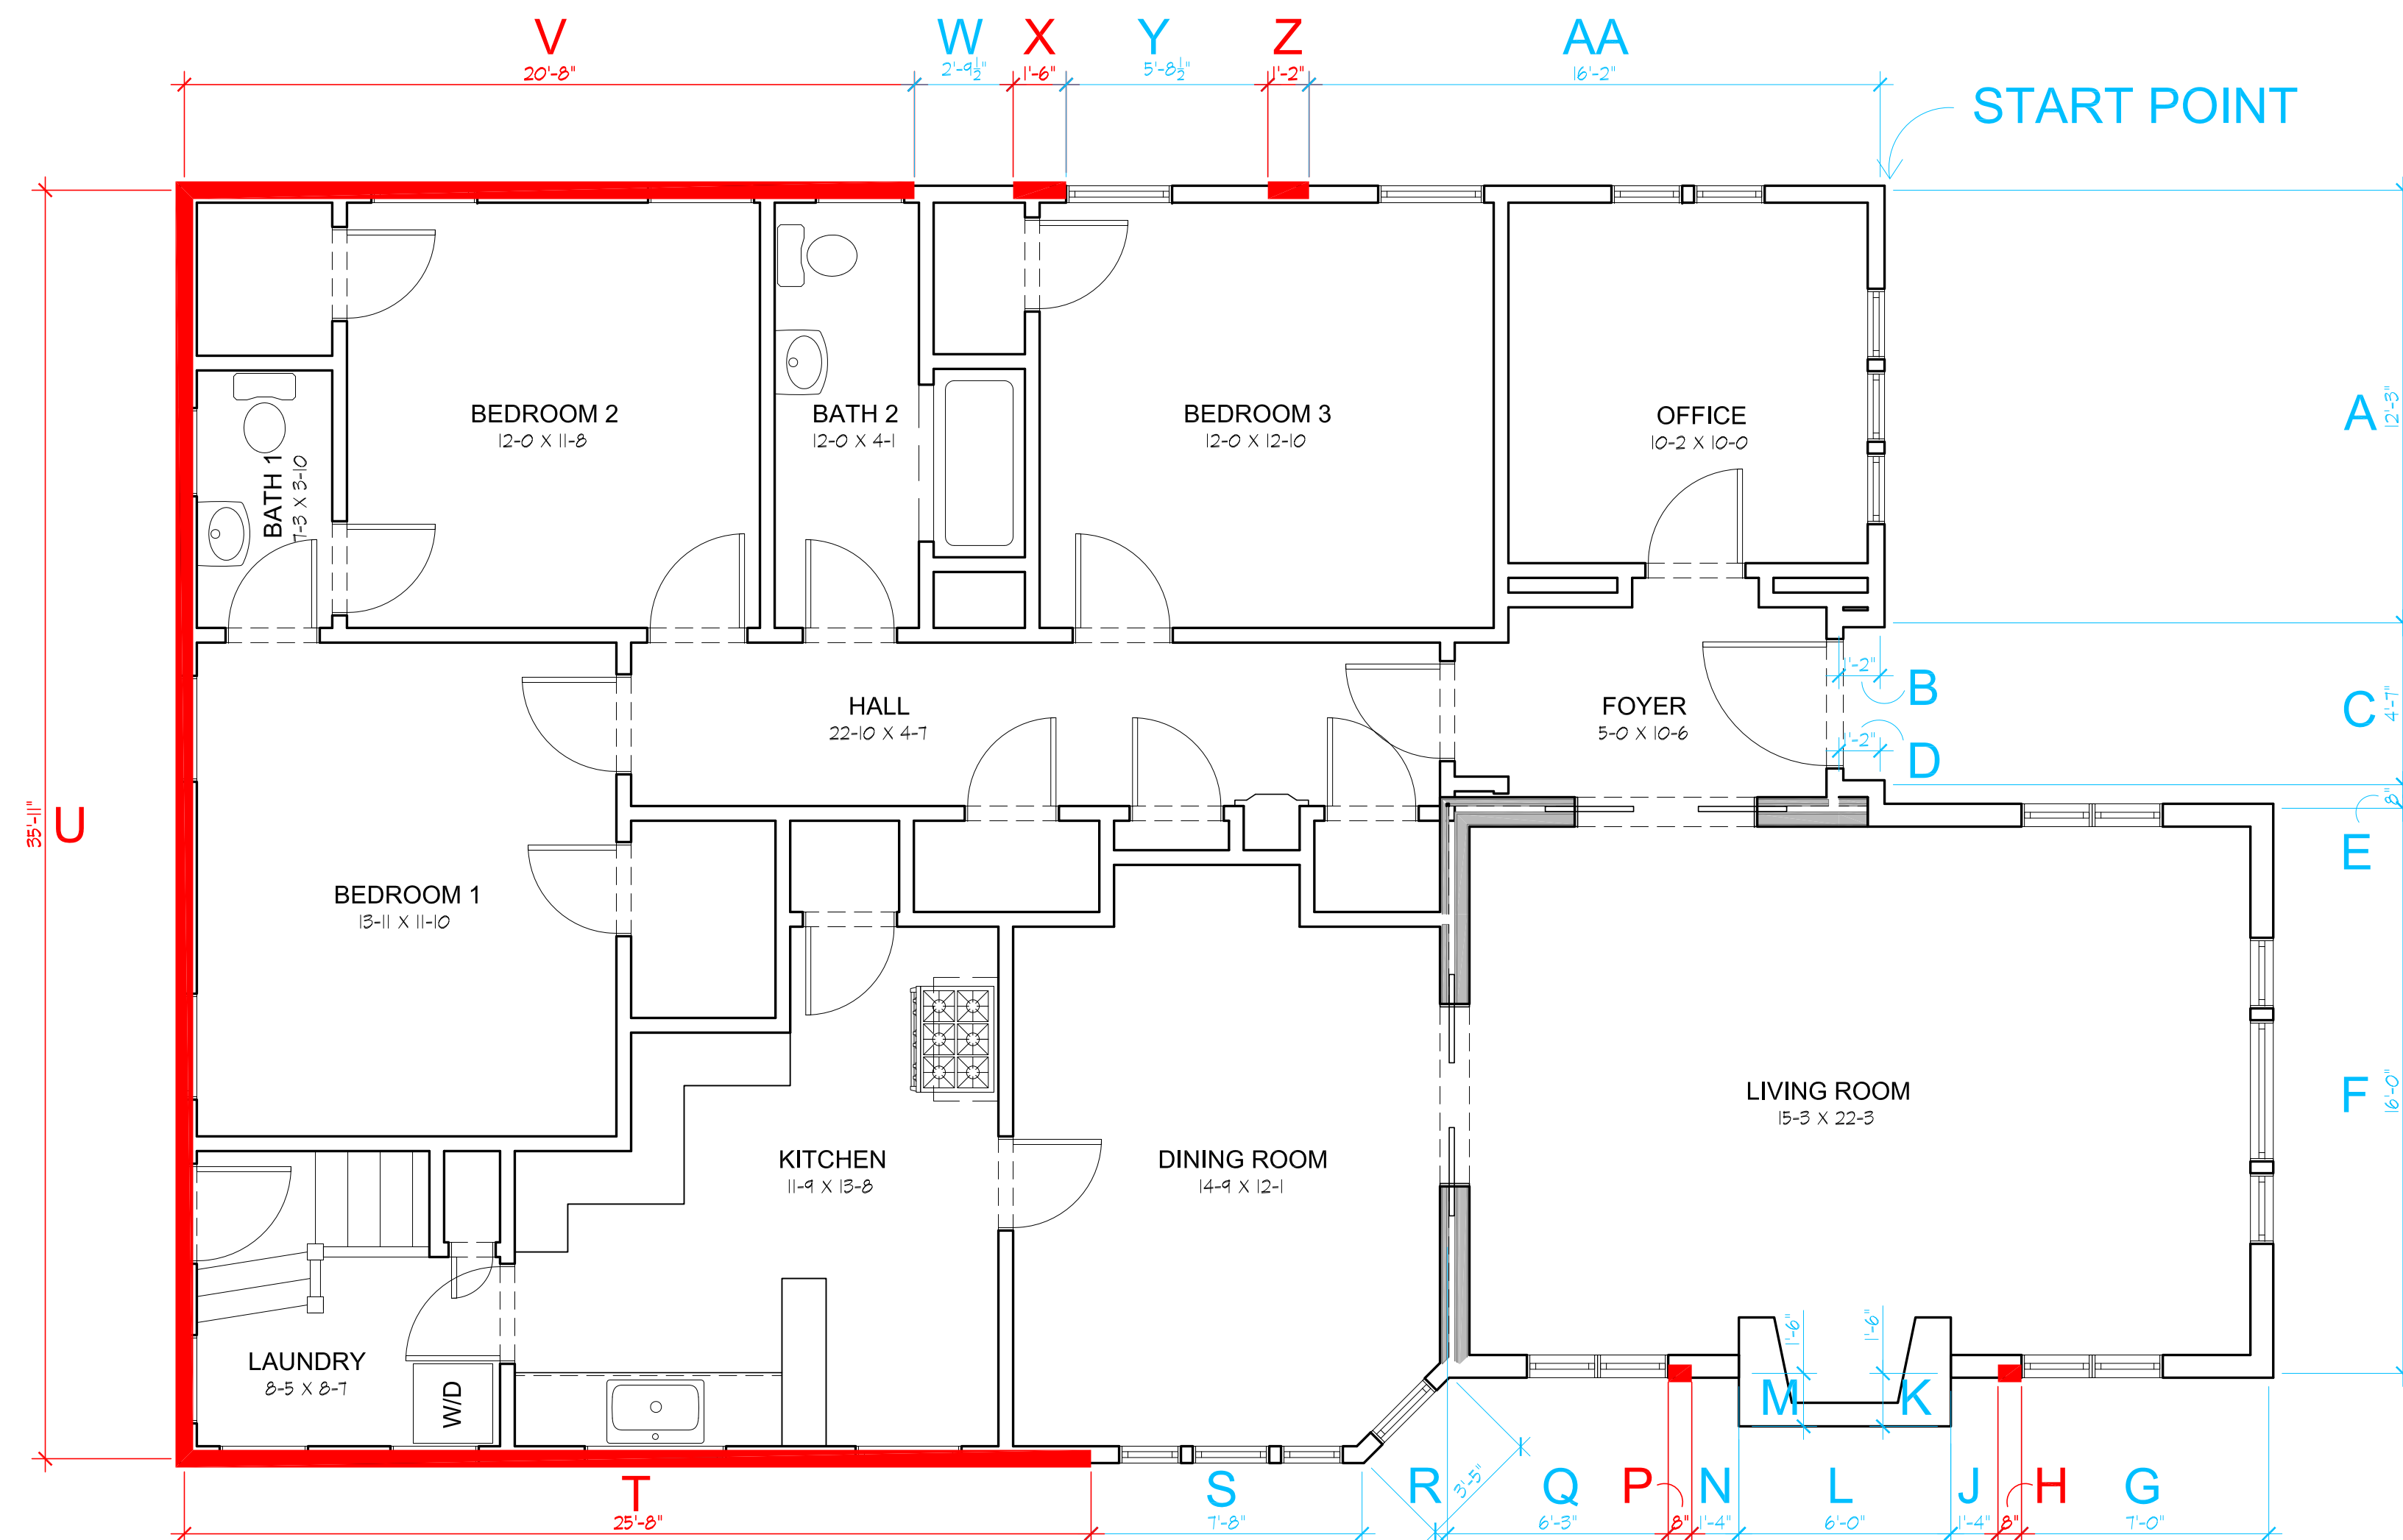 V W X Y Z AA
20'-8" 2'-9½" 1'-6" 5'-8½" 1'-2" 16'-2"
START POINT
A 12'-3"
BEDROOM 2
12-0 X 11-8
BATH 2
12-0 X 4-1
BEDROOM 3
12-0 X 12-10
OFFICE
10-2 X 10-0
BATH 1
7-3 X 3-10
1'-2"
B
HALL
22-10 X 4-7
FOYER
5-0 X 10-6
C 4'-7"
1'-2"
D
U 35'-11"
8"
E
BEDROOM 1
13-11 X 11-10
LIVING ROOM
15-3 X 22-3
F 16'-0"
KITCHEN
11-9 X 13-8
DINING ROOM
14-9 X 12-1
LAUNDRY
8-5 X 8-7
W/D
1'-6" 1'-6"
M K
T S R 3'-5" Q P N L J H G
25'-8" 7'-8" 6'-3" 8" 1'-4" 6'-0" 1'-4" 8" 7'-0"